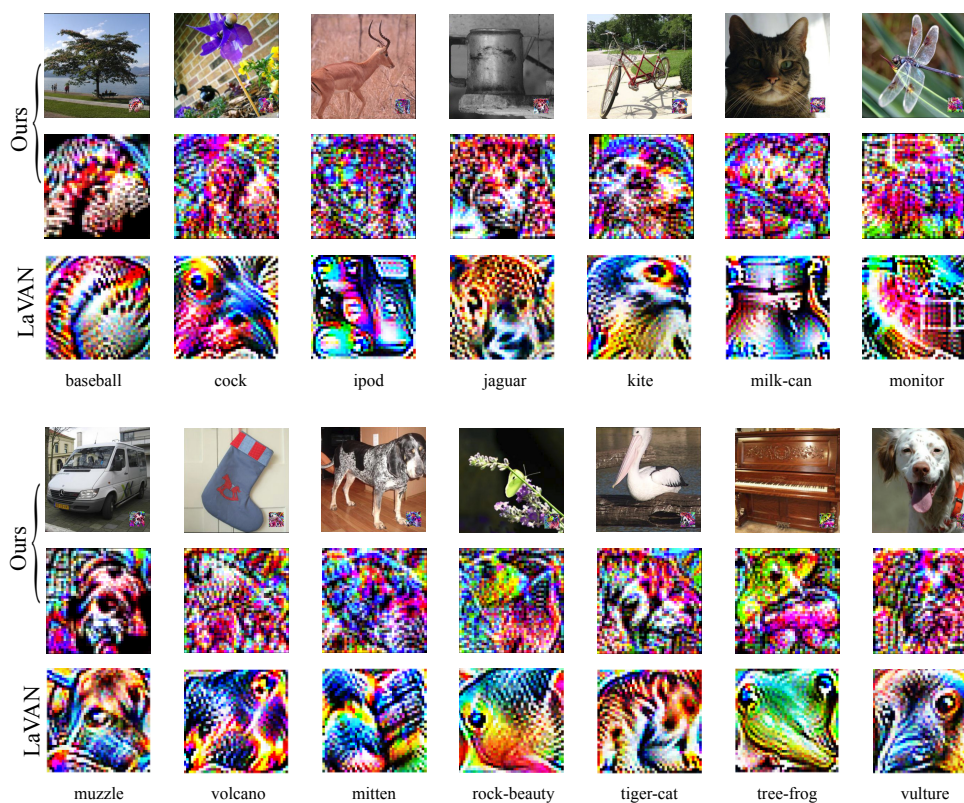 Ours
LaVAN
baseball cock ipod jaguar kite milk-can monitor
Ours
LaVAN
muzzle volcano mitten rock-beauty tiger-cat tree-frog vulture